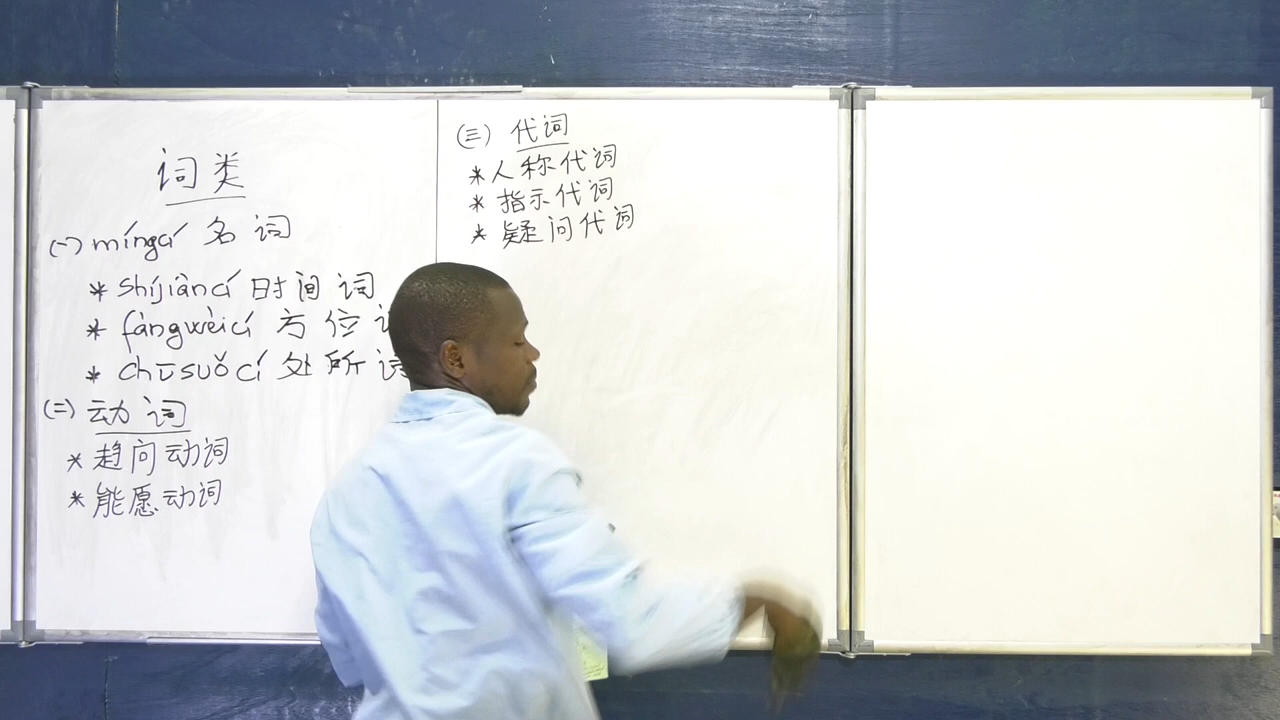 词类
(一) míngcí 名词
* shíjiāncí 时间词
* fāngwèicí 方位词
* chūsuǒcí 处所词
(二) 动词
* 趋向动词
* 能愿动词
(三) 代词
* 人称代词
* 指示代词
* 疑问代词